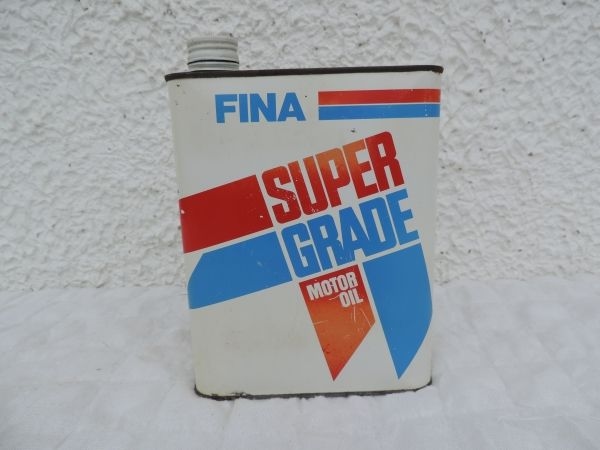 FINA
SUPER
GRADE
MOTOR
OIL